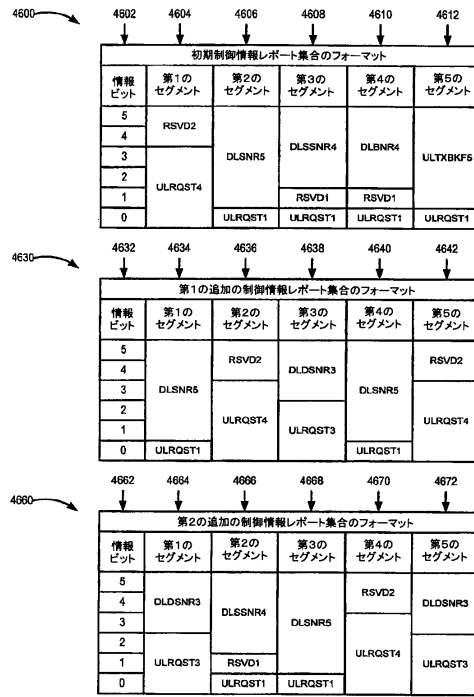 4600
4602 4604 4606 4608 4610 4612
初期制御情報レポート集合のフォーマット
情報ビット 第1のセグメント 第2のセグメント 第3のセグメント 第4のセグメント 第5のセグメント
5
4
3
2
1
0
RSVD2
ULRQST4
DLSNR5
ULRQST1
DLSSNR4
RSVD1
ULRQST1
DLBNR4
RSVD1
ULRQST1
ULTXBKF5
ULRQST1
4630
4632 4634 4636 4638 4640 4642
第1の追加の制御情報レポート集合のフォーマット
情報ビット 第1のセグメント 第2のセグメント 第3のセグメント 第4のセグメント 第5のセグメント
5
4
3
2
1
0
DLSNR5
ULRQST1
RSVD2
ULRQST4
DLDSNR3
ULRQST3
DLSNR5
ULRQST1
RSVD2
ULRQST4
4660
4662 4664 4666 4668 4670 4672
第2の追加の制御情報レポート集合のフォーマット
情報ビット 第1のセグメント 第2のセグメント 第3のセグメント 第4のセグメント 第5のセグメント
5
4
3
2
1
0
DLDSNR3
ULRQST3
DLSSNR4
RSVD1
ULRQST1
DLSNR5
ULRQST1
RSVD2
ULRQST4
DLDSNR3
ULRQST3